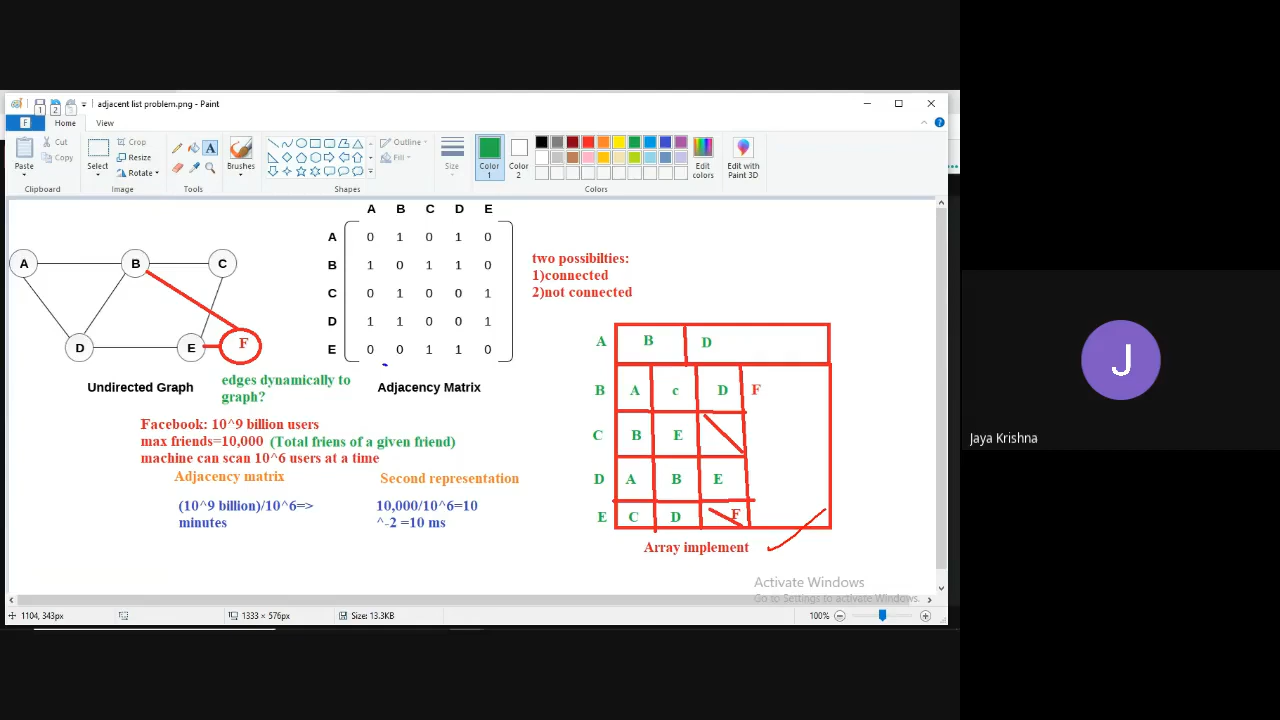 adjacent list problem.png - Paint
F
Home
View
Paste
Cut
Copy
Clipboard
Select
Crop
Resize
Rotate
Image
A
Tools
Brushes
Shapes
Outline
Fill
Size
Color 1
Color 2
Edit colors
Colors
Edit with Paint 3D
A B C D E
A 0 1 0 1 0
B 1 0 1 1 0
C 0 1 0 0 1
D 1 1 0 0 1
E 0 0 1 1 0
Adjacency Matrix
A
B
C
D
E
F
Undirected Graph
edges dynamically to
graph?
two possibilties:
1)connected
2)not connected
Facebook: 10^9 billion users
max friends=10,000 (Total friens of a given friend)
machine can scan 10^6 users at a time
Adjacency matrix
(10^9 billion)/10^6=>
minutes
Second representation
10,000/10^6=10
^-2 =10 ms
A B D
B A c D F
C B E
D A B E
E C D F
Array implement
Activate Windows
Go to Settings to activate Windows.
1104, 343px
1333 × 576px
Size: 13.3KB
100%
J
Jaya Krishna